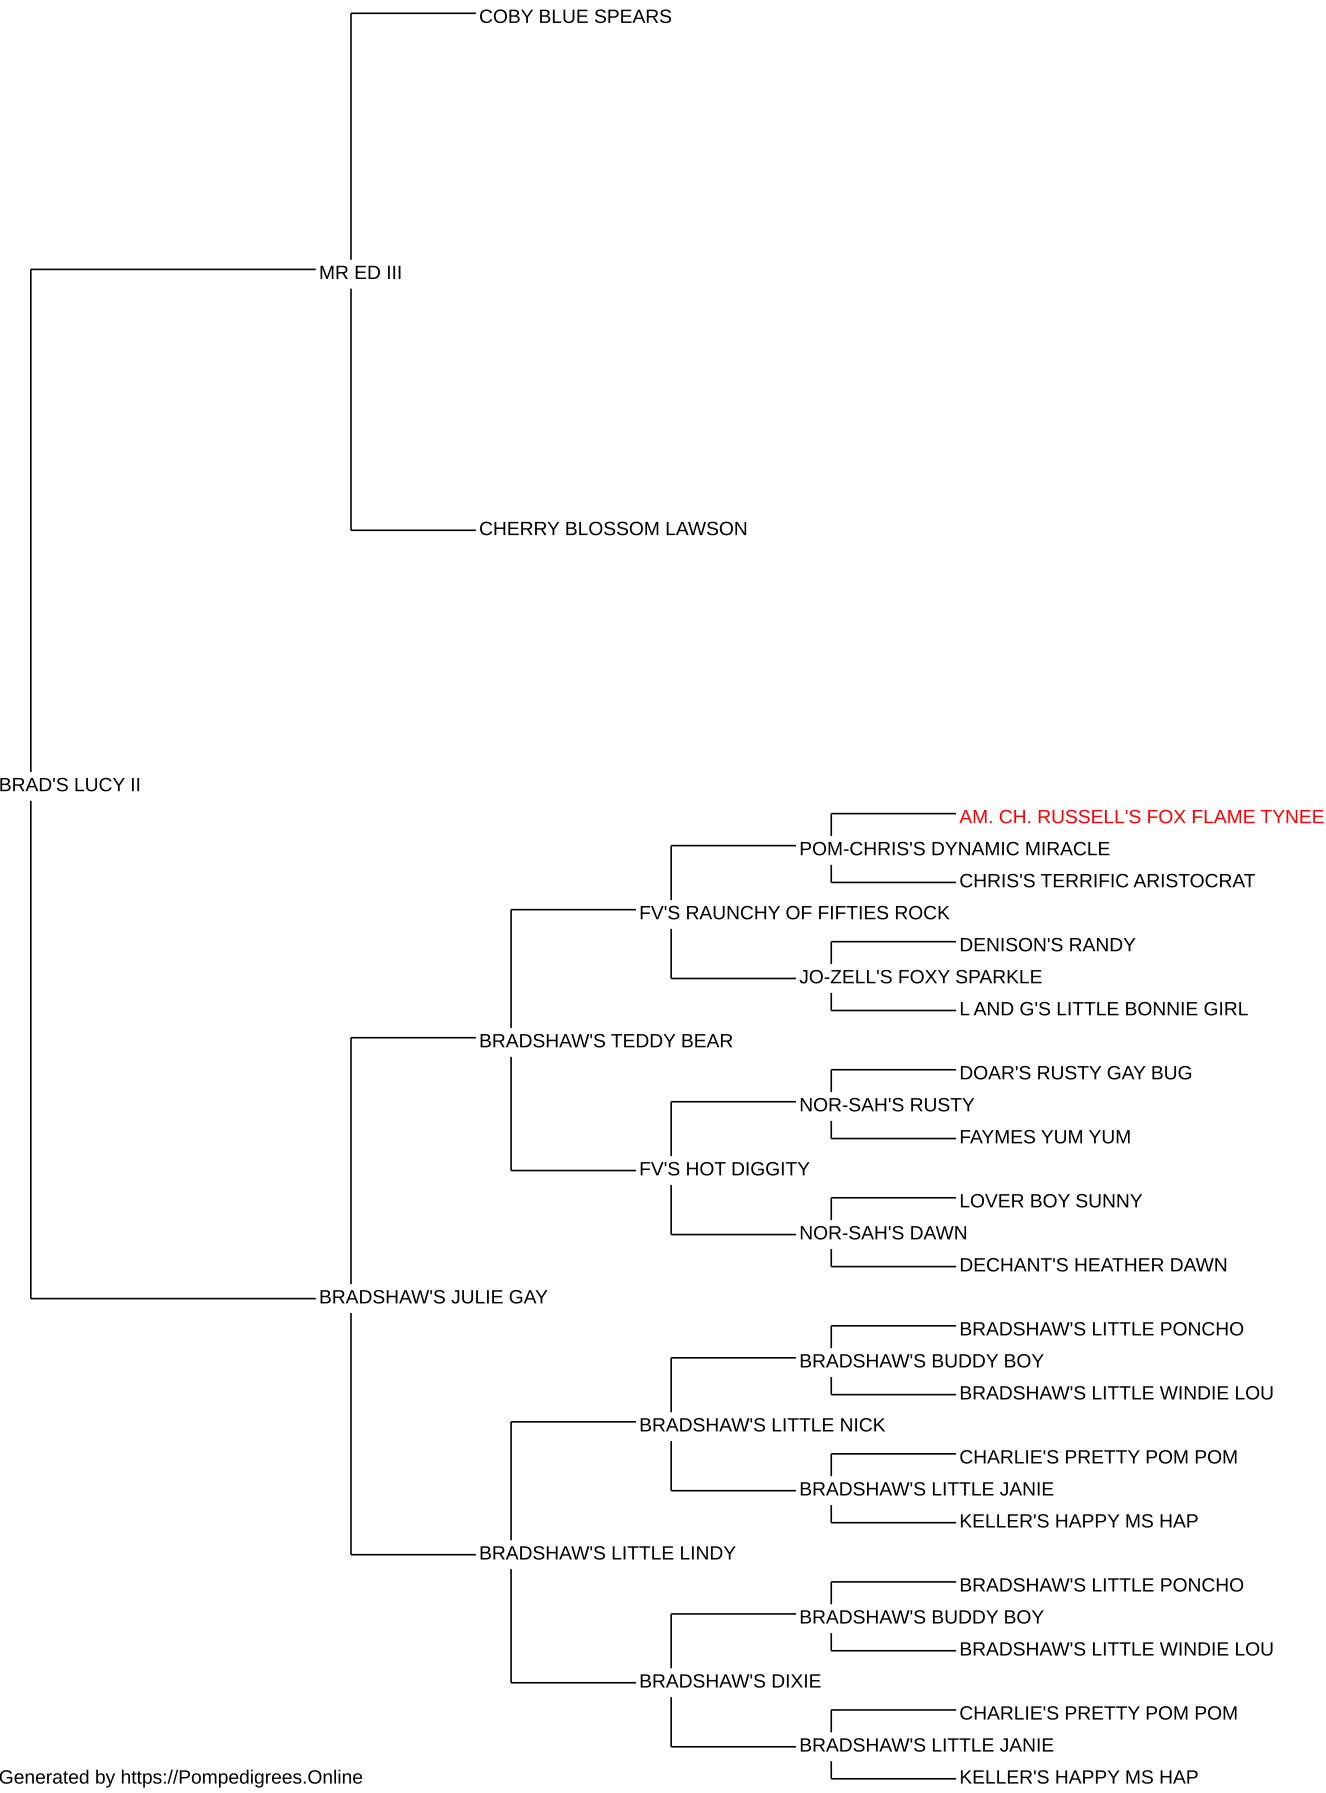 COBY BLUE SPEARS
MR ED III
CHERRY BLOSSOM LAWSON
BRAD'S LUCY II
AM. CH. RUSSELL'S FOX FLAME TYNEE
POM-CHRIS'S DYNAMIC MIRACLE
CHRIS'S TERRIFIC ARISTOCRAT
FV'S RAUNCHY OF FIFTIES ROCK
DENISON'S RANDY
JO-ZELL'S FOXY SPARKLE
L AND G'S LITTLE BONNIE GIRL
BRADSHAW'S TEDDY BEAR
DOAR'S RUSTY GAY BUG
NOR-SAH'S RUSTY
FAYMES YUM YUM
FV'S HOT DIGGITY
LOVER BOY SUNNY
NOR-SAH'S DAWN
DECHANT'S HEATHER DAWN
BRADSHAW'S JULIE GAY
BRADSHAW'S LITTLE PONCHO
BRADSHAW'S BUDDY BOY
BRADSHAW'S LITTLE WINDIE LOU
BRADSHAW'S LITTLE NICK
CHARLIE'S PRETTY POM POM
BRADSHAW'S LITTLE JANIE
KELLER'S HAPPY MS HAP
BRADSHAW'S LITTLE LINDY
BRADSHAW'S LITTLE PONCHO
BRADSHAW'S BUDDY BOY
BRADSHAW'S LITTLE WINDIE LOU
BRADSHAW'S DIXIE
CHARLIE'S PRETTY POM POM
BRADSHAW'S LITTLE JANIE
KELLER'S HAPPY MS HAP
Generated by https://Pompedigrees.Online